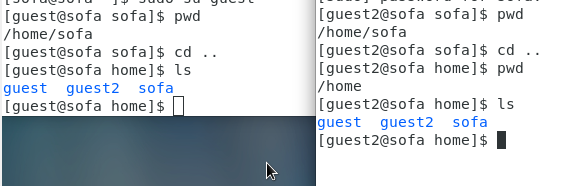 [guest@sofa sofa]$ pwd
/home/sofa
[guest@sofa sofa]$ cd ..
[guest@sofa home]$ ls
guest  guest2  sofa
[guest@sofa home]$
[guest2@sofa sofa]$ pwd
/home/sofa
[guest2@sofa sofa]$ cd ..
[guest2@sofa home]$ pwd
/home
[guest2@sofa home]$ ls
guest  guest2  sofa
[guest2@sofa home]$